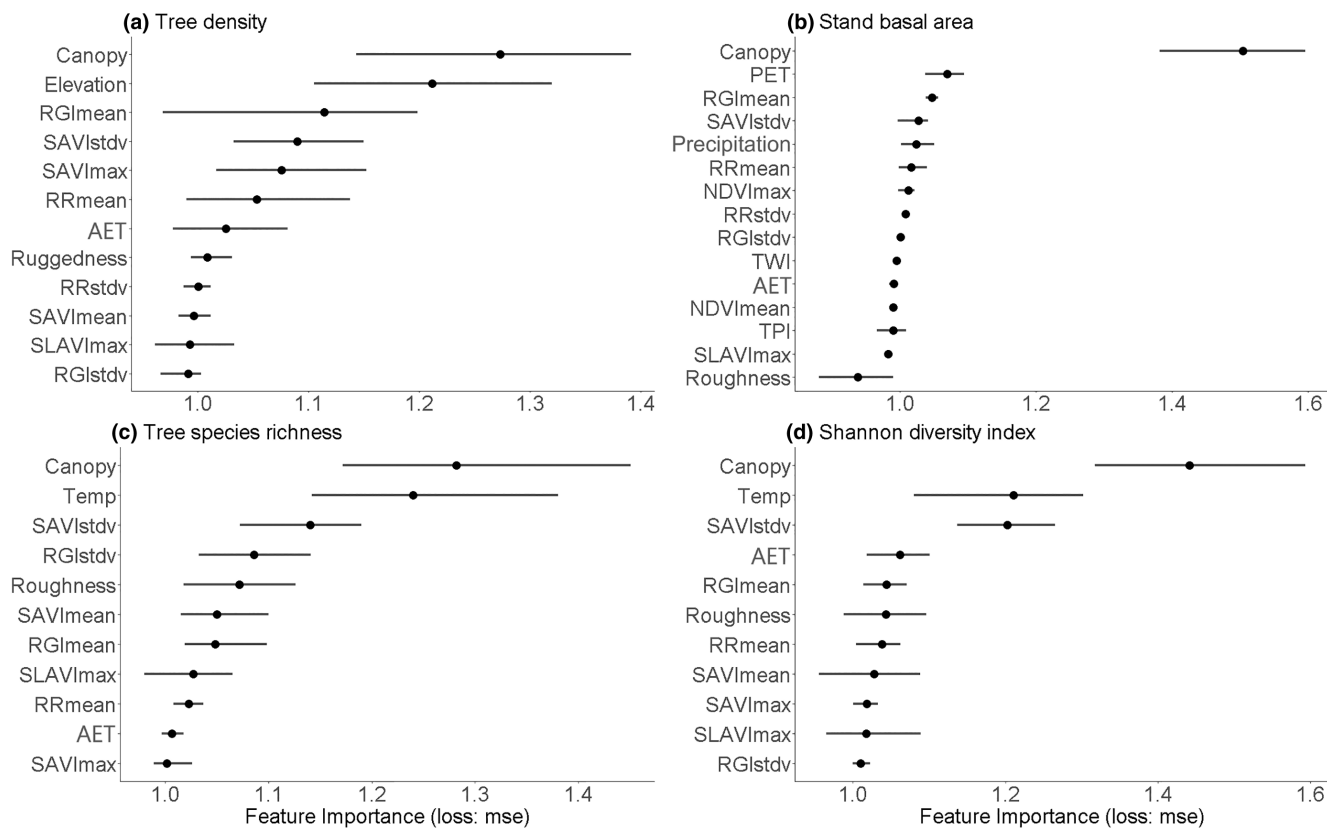 (a) Tree density
Canopy
Elevation
RGImean
SAVIstdv
SAVImax
RRmean
AET
Ruggedness
RRstdv
SAVImean
SLAVImax
RGIstdv
1.0 1.1 1.2 1.3 1.4
(b) Stand basal area
Canopy
PET
RGImean
SAVIstdv
Precipitation
RRmean
NDVImax
RRstdv
RGIstdv
TWI
AET
NDVImean
TPI
SLAVImax
Roughness
1.0 1.2 1.4 1.6
(c) Tree species richness
Canopy
Temp
SAVIstdv
RGIstdv
Roughness
SAVImean
RGImean
SLAVImax
RRmean
AET
SAVImax
1.0 1.1 1.2 1.3 1.4
Feature Importance (loss: mse)
(d) Shannon diversity index
Canopy
Temp
SAVIstdv
AET
RGImean
Roughness
RRmean
SAVImean
SAVImax
SLAVImax
RGIstdv
1.0 1.2 1.4 1.6
Feature Importance (loss: mse)